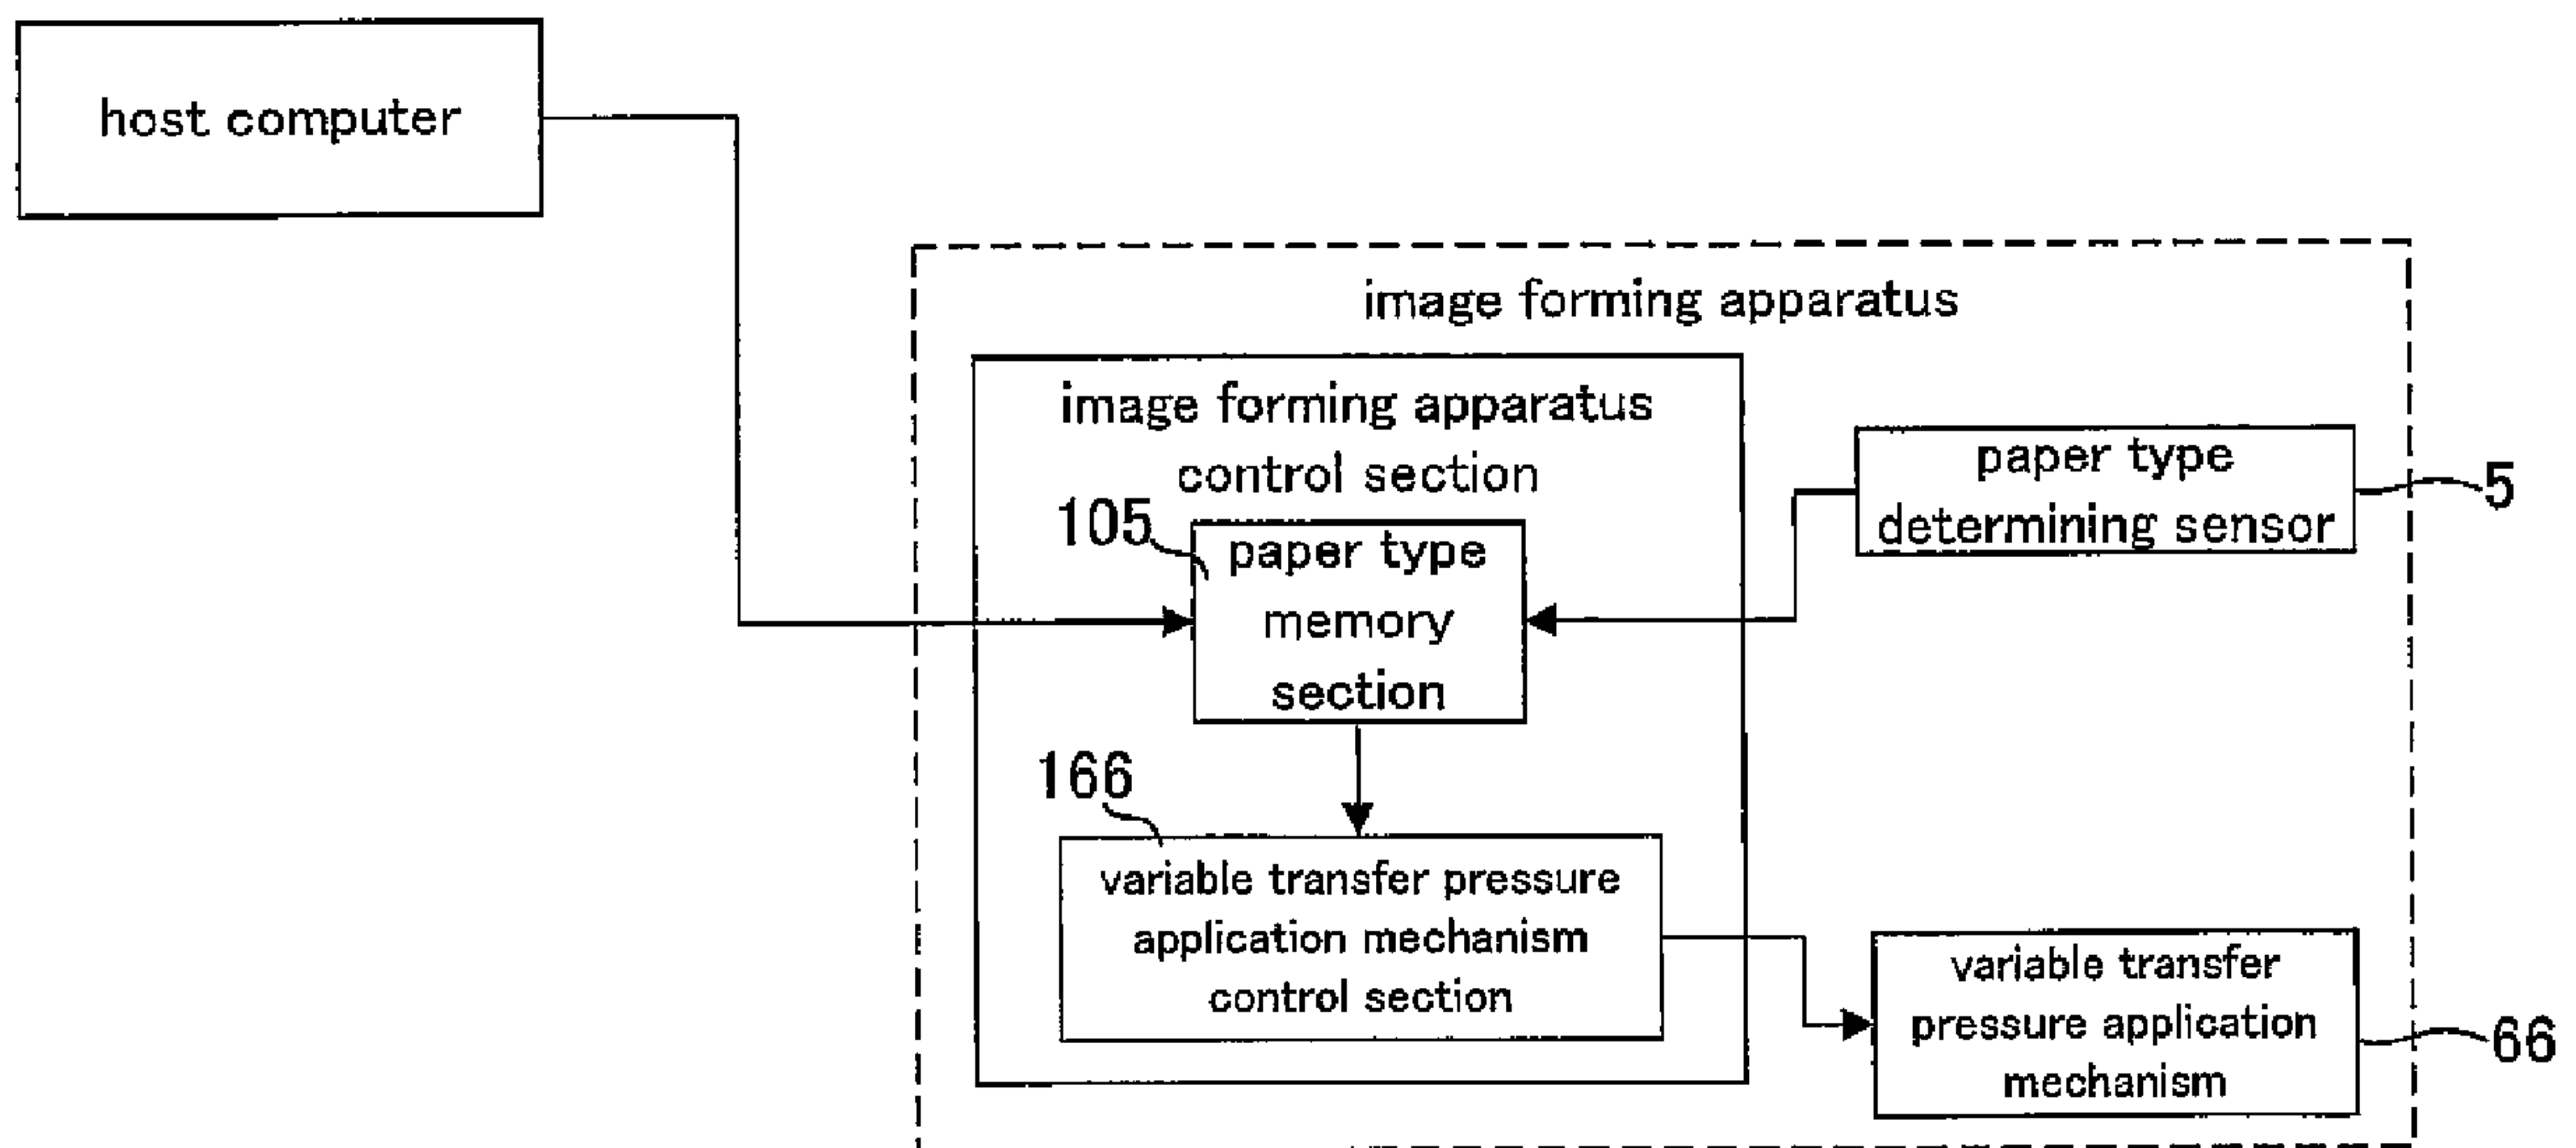 host computer
image forming apparatus
image forming apparatus
control section
105
paper type
memory
section
paper type
determining sensor
5
166
variable transfer pressure
application mechanism
control section
variable transfer
pressure application
mechanism
66